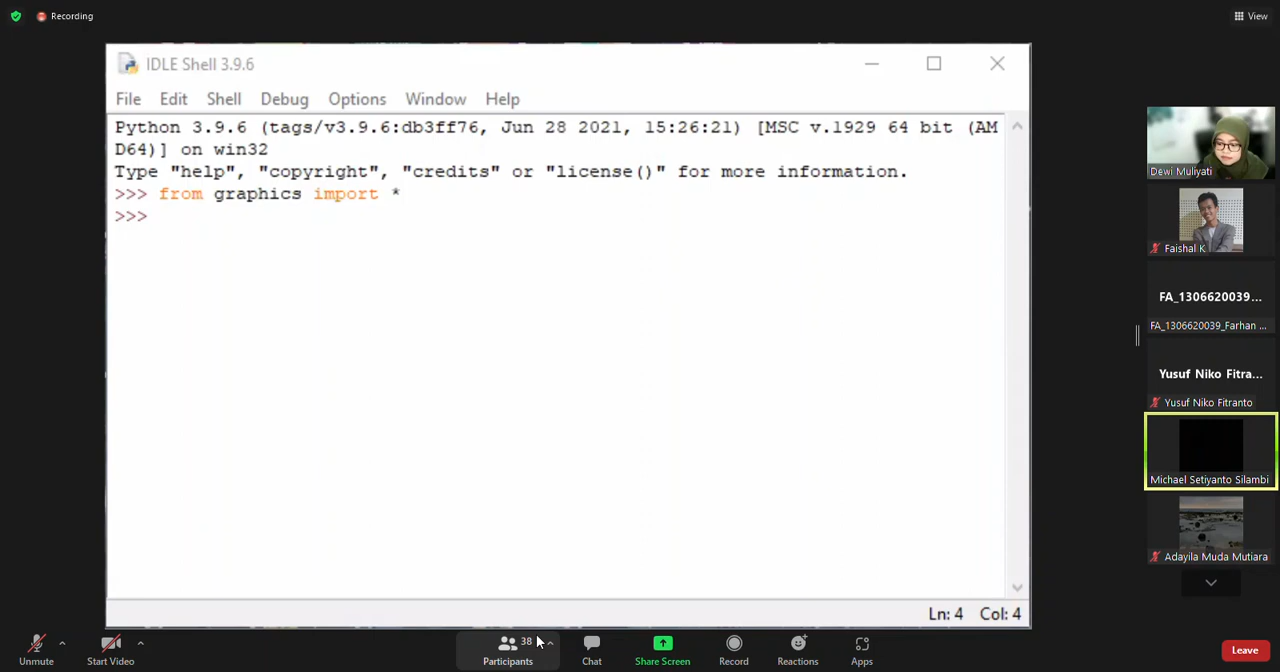 Recording
View
IDLE Shell 3.9.6
File Edit Shell Debug Options Window Help
Python 3.9.6 (tags/v3.9.6:db3ff76, Jun 28 2021, 15:26:21) [MSC v.1929 64 bit (AM
D64)] on win32
Type "help", "copyright", "credits" or "license()" for more information.
>>> from graphics import *
>>>
Ln: 4 Col: 4
Dewi Muliyati
Faishal K
FA_1306620039...
FA_1306620039_Farhan ...
Yusuf Niko Fitra...
Yusuf Niko Fitranto
Michael Setiyanto Silambi
Adayila Muda Mutiara
Unmute
Start Video
38
Participants
Chat
Share Screen
Record
Reactions
Apps
Leave